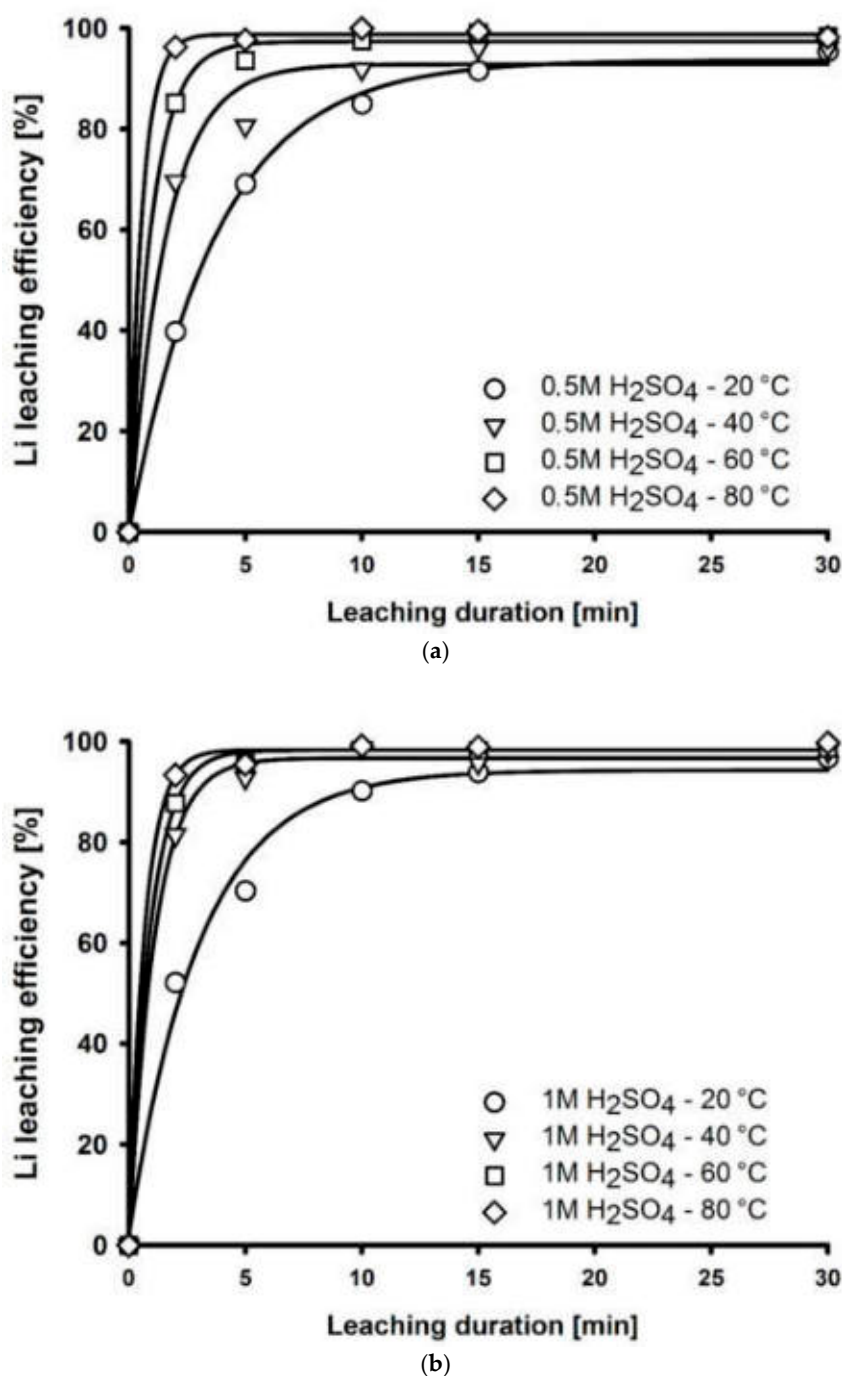 100
80
60
40
20
0
Li leaching efficiency [%]
0.5M H2SO4 - 20 °C
0.5M H2SO4 - 40 °C
0.5M H2SO4 - 60 °C
0.5M H2SO4 - 80 °C
0 5 10 15 20 25 30
Leaching duration [min]
(a)
100
80
60
40
20
0
Li leaching efficiency [%]
1M H2SO4 - 20 °C
1M H2SO4 - 40 °C
1M H2SO4 - 60 °C
1M H2SO4 - 80 °C
0 5 10 15 20 25 30
Leaching duration [min]
(b)